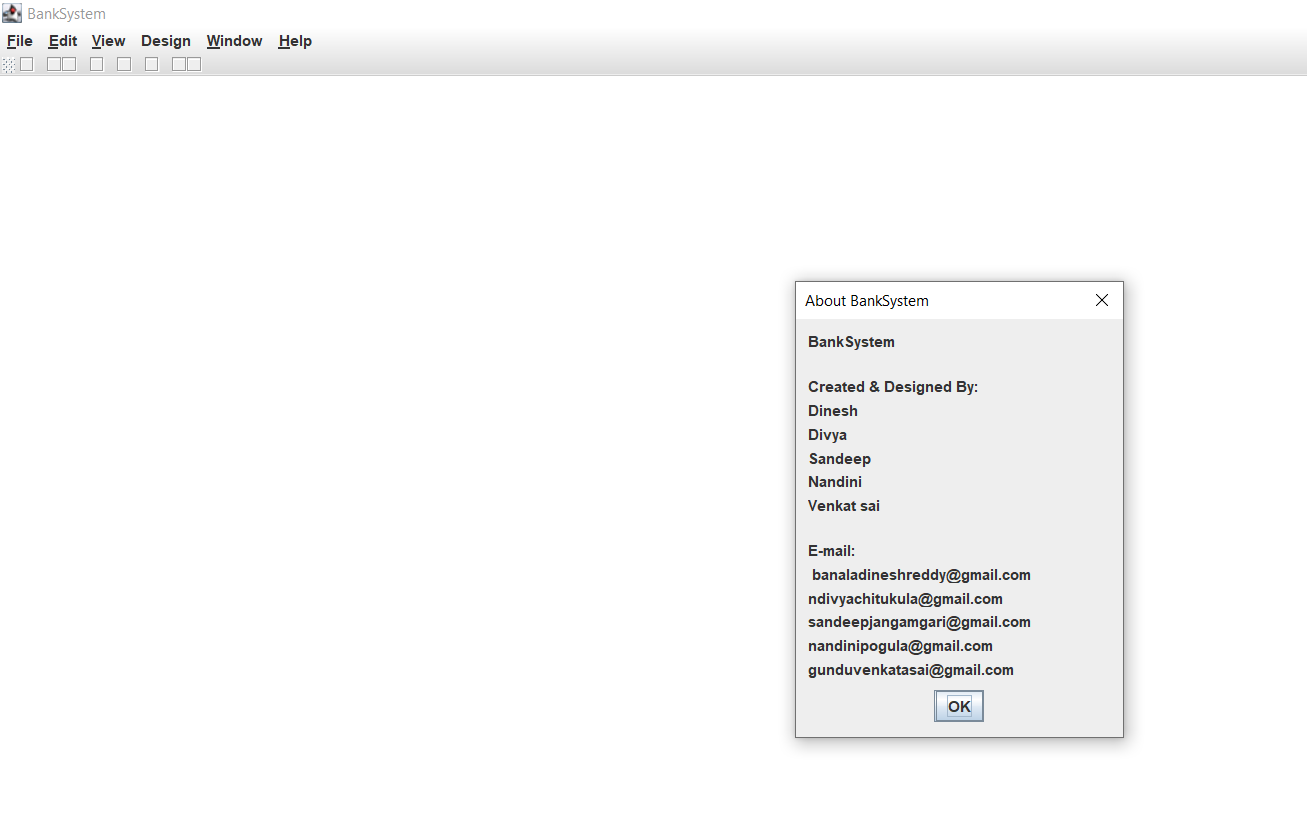 BankSystem
File Edit View Design Window Help
About BankSystem
BankSystem
Created & Designed By:
Dinesh
Divya
Sandeep
Nandini
Venkat sai
E-mail:
banaladineshreddy@gmail.com
ndivyachitukula@gmail.com
sandeepjangamgari@gmail.com
nandinipogula@gmail.com
gunduvenkatasai@gmail.com
OK